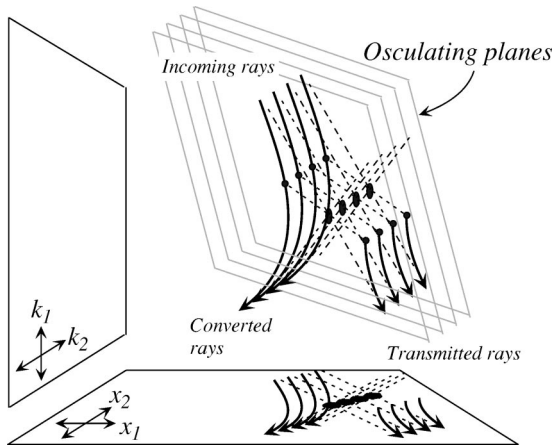 Incoming rays
Osculating planes
k1
k2
Converted
rays
Transmitted rays
x2
x1